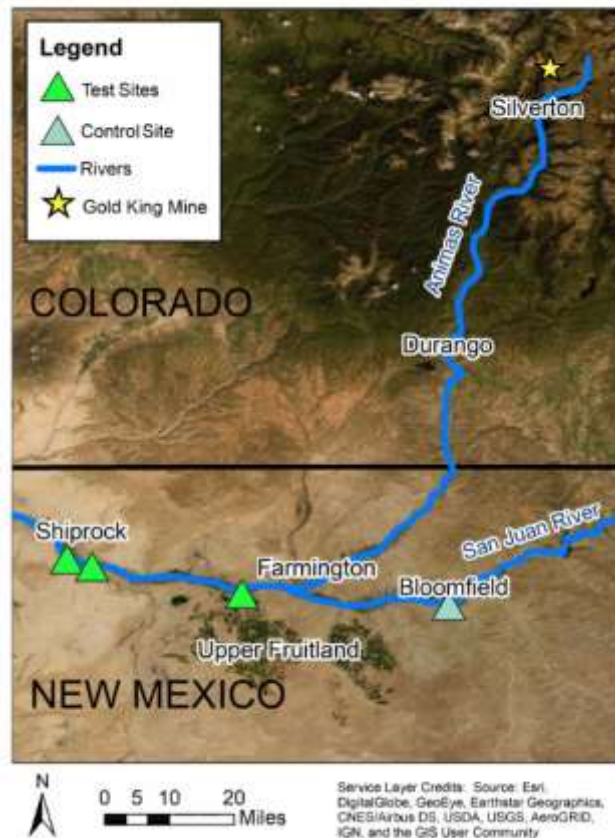 Legend
Test Sites
Control Site
Rivers
Gold King Mine
Silverton
Animas River
COLORADO
Durango
San Juan River
Shiprock
Farmington
Bloomfield
Upper Fruitland
NEW MEXICO
N
0 5 10 20
Miles
Service Layer Credits: Source: Esri,
DigitalGlobe, GeoEye, Earthstar Geographics,
CNES/Airbus DS, USDA, USGS, AeroGRID,
IGN, and the GIS User Community